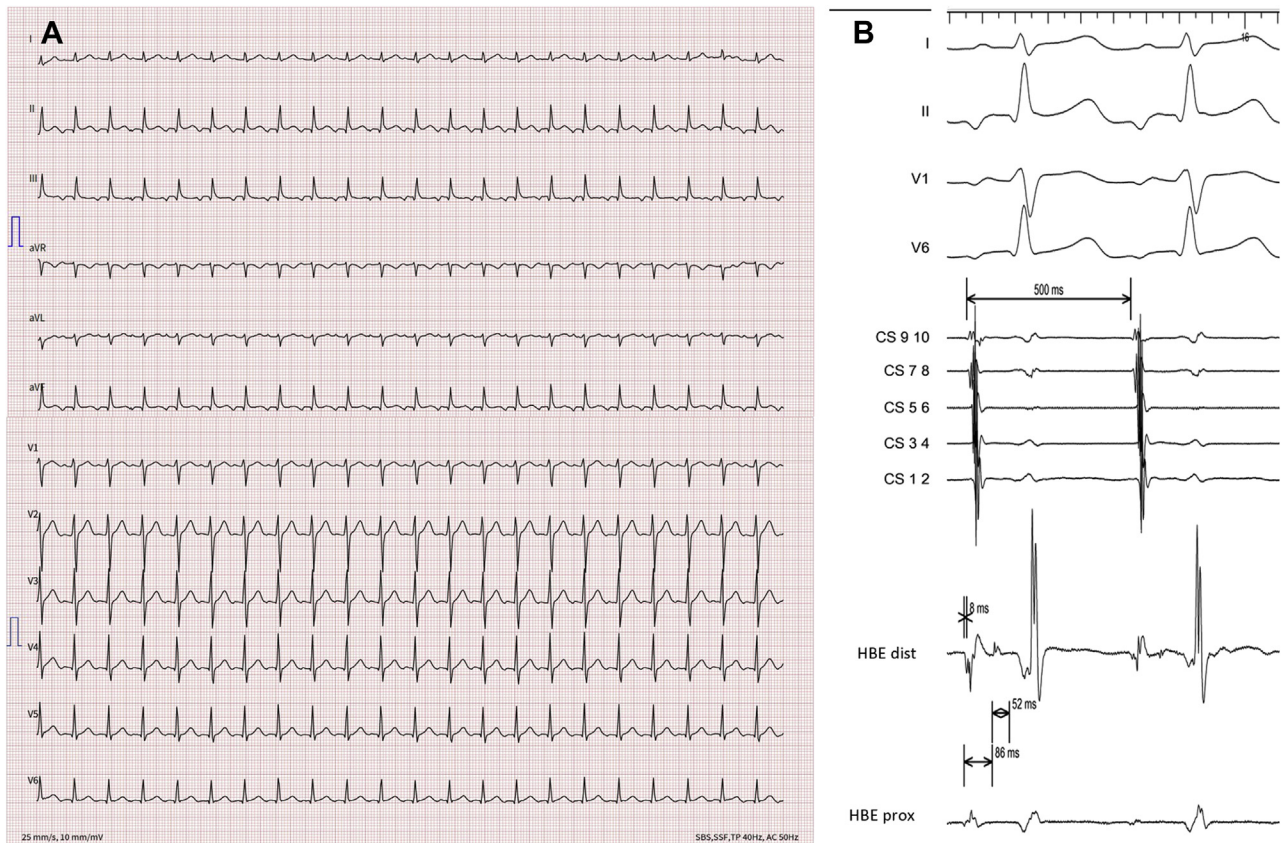 A
I
II
III
aVR
aVL
aVF
V1
V2
V3
V4
V5
V6
25 mm/s, 10 mm/mV
SBS,SSF,TP 40Hz, AC 50Hz
B
16
I
II
V1
V6
500 ms
CS 9 10
CS 7 8
CS 5 6
CS 3 4
CS 1 2
8 ms
HBE dist
52 ms
86 ms
HBE prox